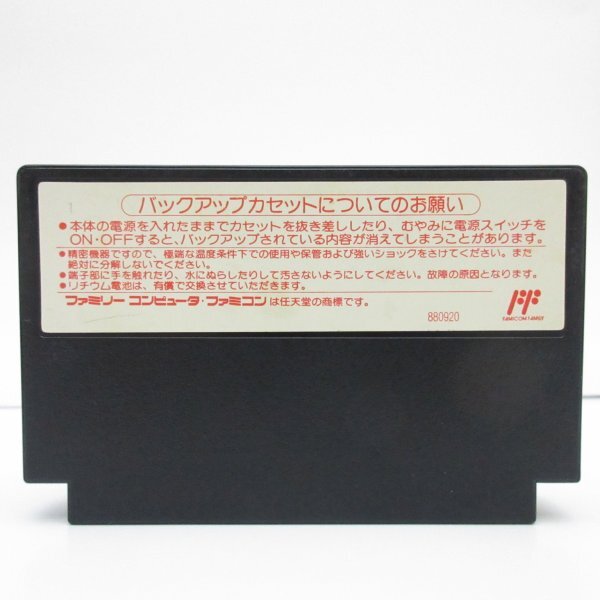 バックアップカセットについてのお願い
●本体の電源を入れたままでカセットを抜き差ししたり、むやみに電源スイッチを
ON・OFFすると、バックアップされている内容が消えてしまうことがあります。
●精密機器ですので、極端な温度条件下での使用や保管および強いショックをさけてください。また
絶対に分解しないでください。
●端子部に手を触れたり、水にぬらしたりして汚さないようにしてください。故障の原因となります。
●リチウム電池は、有償で交換させていただきます。
ファミリー コンピュータ・ファミコンは任天堂の商標です。
880920
FAMICOM FAMILY